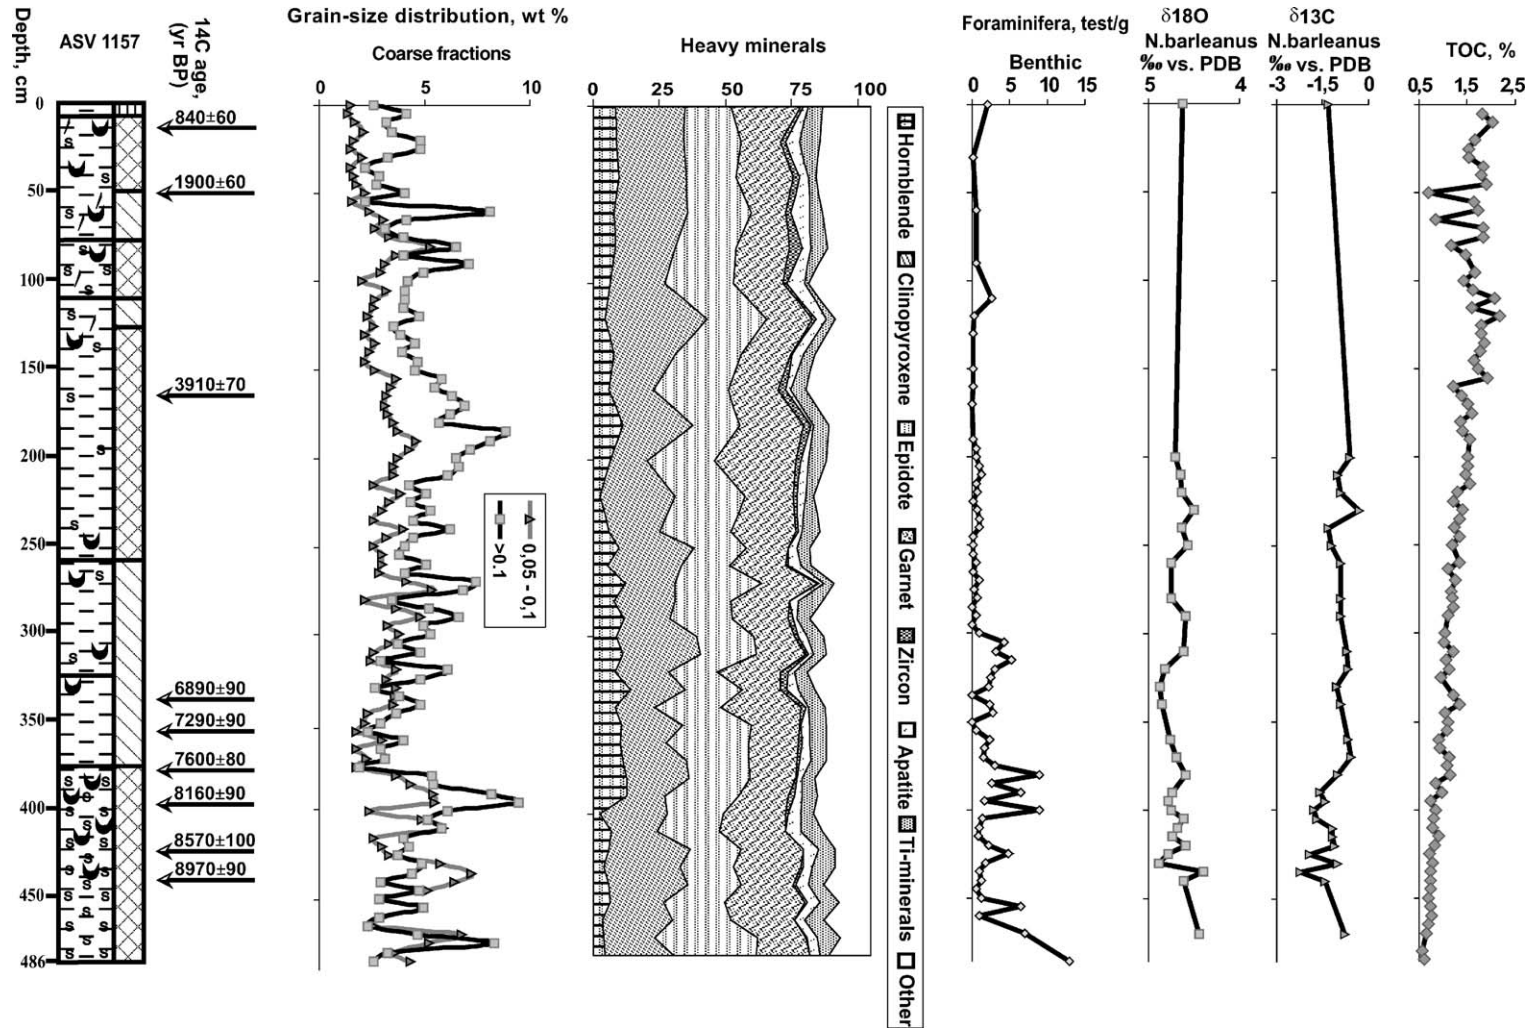 Grain-size distribution, wt %
Coarse fractions
Heavy minerals
Foraminifera, test/g
Benthic
δ18O
N.barleanus
‰ vs. PDB
δ13C
N.barleanus
‰ vs. PDB
TOC, %
Depth, cm
ASV 1157
14C age,
(yr BP)
0 5 10
0 25 50 75 100
0 5 10 15
5 4
-3 -1,5 0
0,5 1,5 2,5
0
50
100
150
200
250
300
350
400
450
486
840±60
1900±60
3910±70
6890±90
7290±90
7600±80
8160±90
8570±100
8970±90
0,05 - 0,1
>0.1
Hornblende
Clinopyroxene
Epidote
Garnet
Zircon
Apatite
Ti-minerals
Other